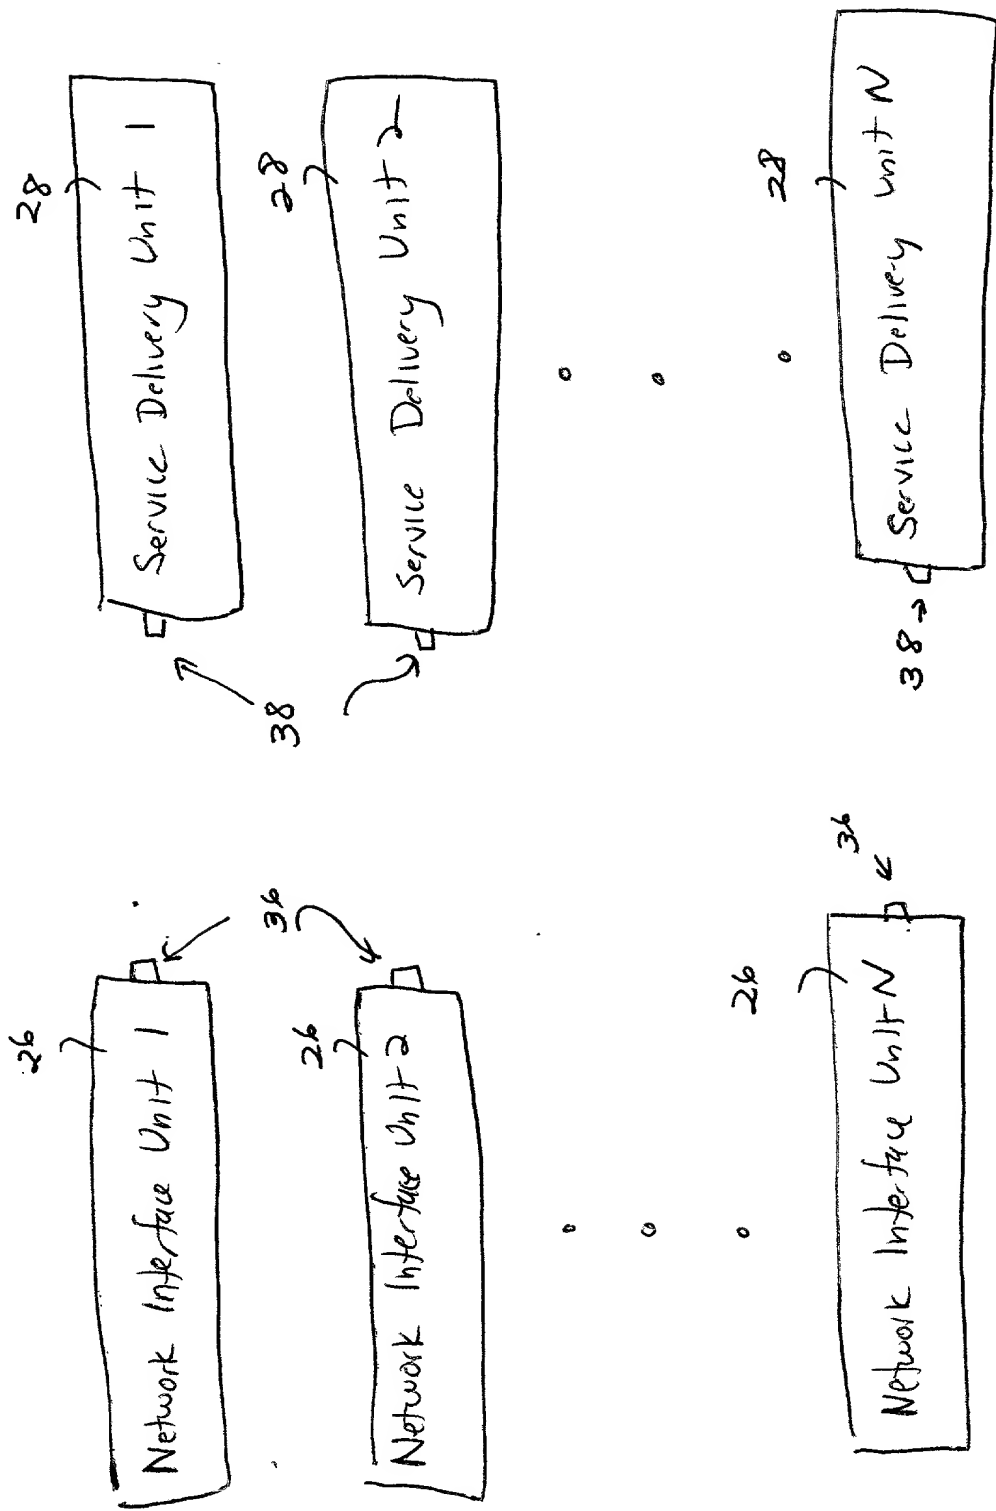 26
Network Interface Unit 1
36
28
Service Delivery Unit 1
38
26
Network Interface Unit 2
28
Service Delivery Unit 2
26
Network Interface Unit N
36
38
28
Service Delivery Unit N